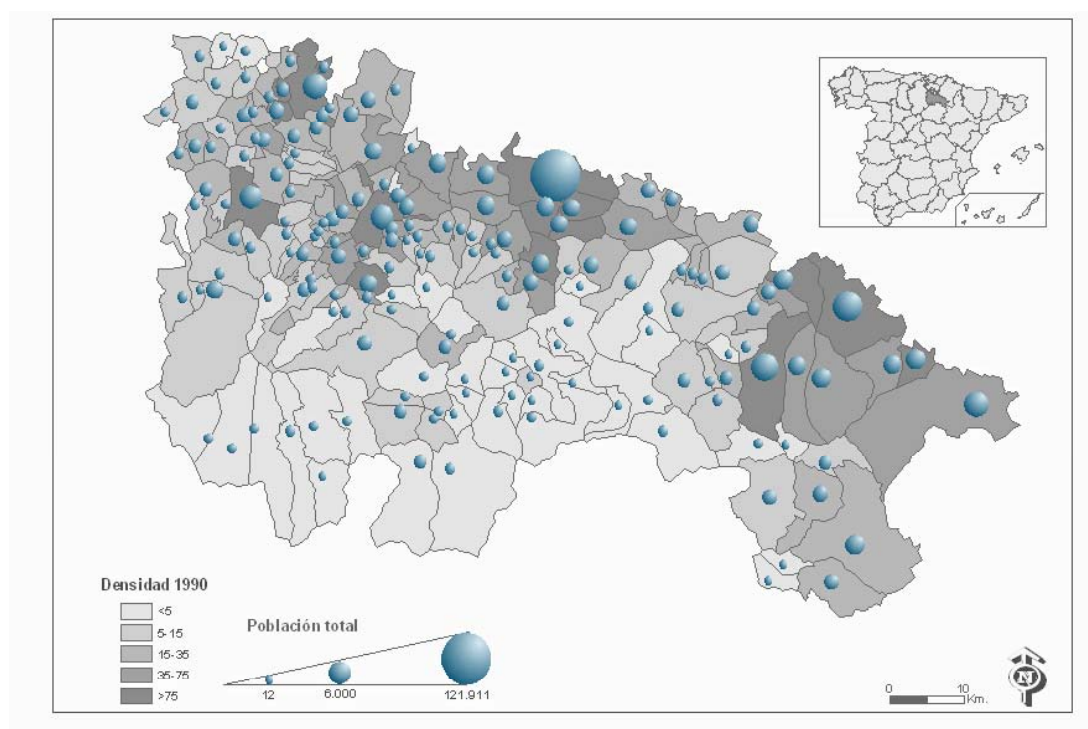 Densidad 1990
<5
5-15
15-35
35-75
>75
Población total
12
6.000
121.911
N
0 10
Km.